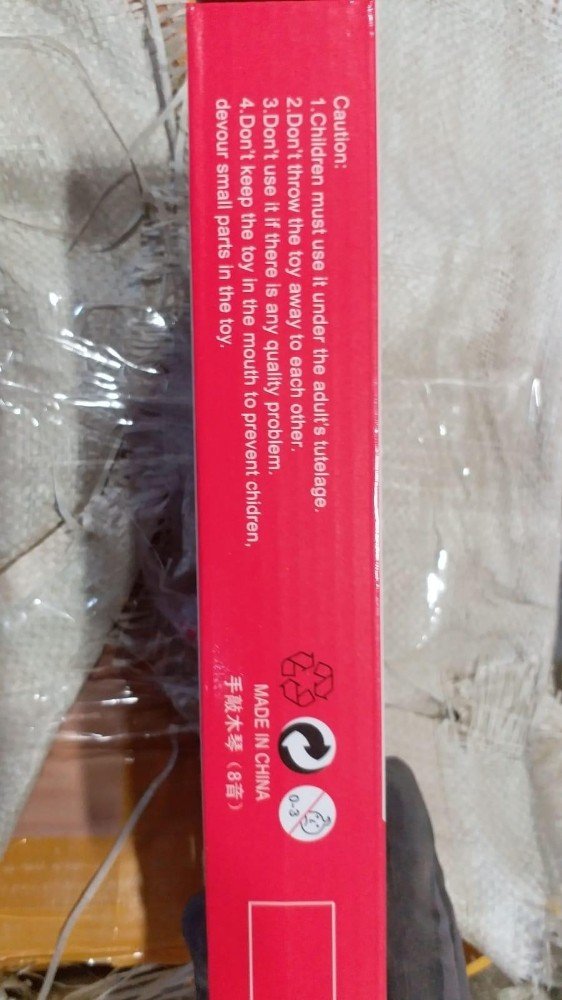 Caution:
1.Children must use it under the adult's tutelage.
2.Don't throw the toy away to each other.
3.Don't use it if there is any quality problem.
4.Don't keep the toy in the mouth to prevent chidren,
devour small parts in the toy.
0-3
MADE IN CHINA
手敲木琴（8音）